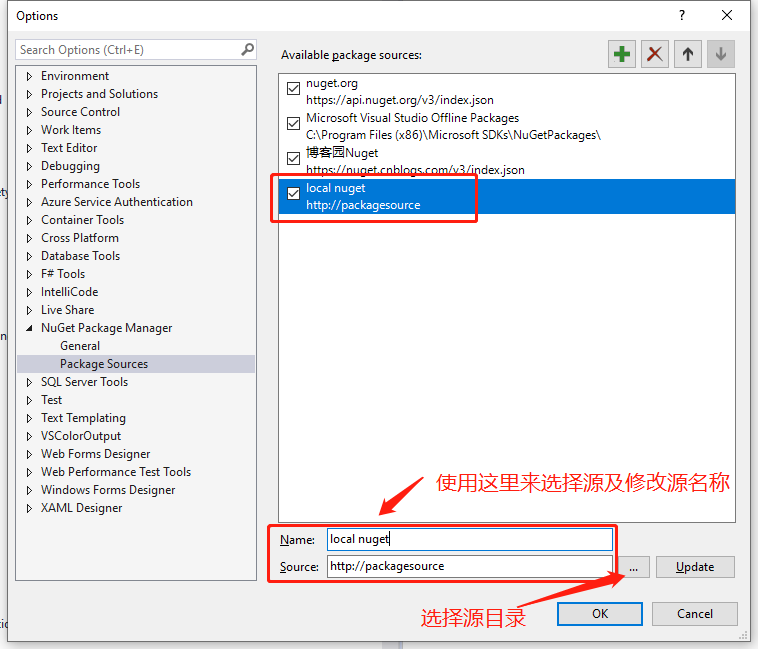 Options
?
Search Options (Ctrl+E)
Environment
Projects and Solutions
Source Control
Work Items
Text Editor
Debugging
Performance Tools
Azure Service Authentication
Container Tools
Cross Platform
Database Tools
F# Tools
IntelliCode
Live Share
NuGet Package Manager
General
Package Sources
SQL Server Tools
Test
Text Templating
VSColorOutput
Web Forms Designer
Web Performance Test Tools
Windows Forms Designer
XAML Designer
Available package sources:
nuget.org
https://api.nuget.org/v3/index.json
Microsoft Visual Studio Offline Packages
C:\Program Files (x86)\Microsoft SDKs\NuGetPackages\
博客园Nuget
https://nuget.cnblogs.com/v3/index.json
local nuget
http://packagesource
使用这里来选择源及修改源名称
Name: local nuget
Source: http://packagesource
... Update
选择源目录
OK Cancel